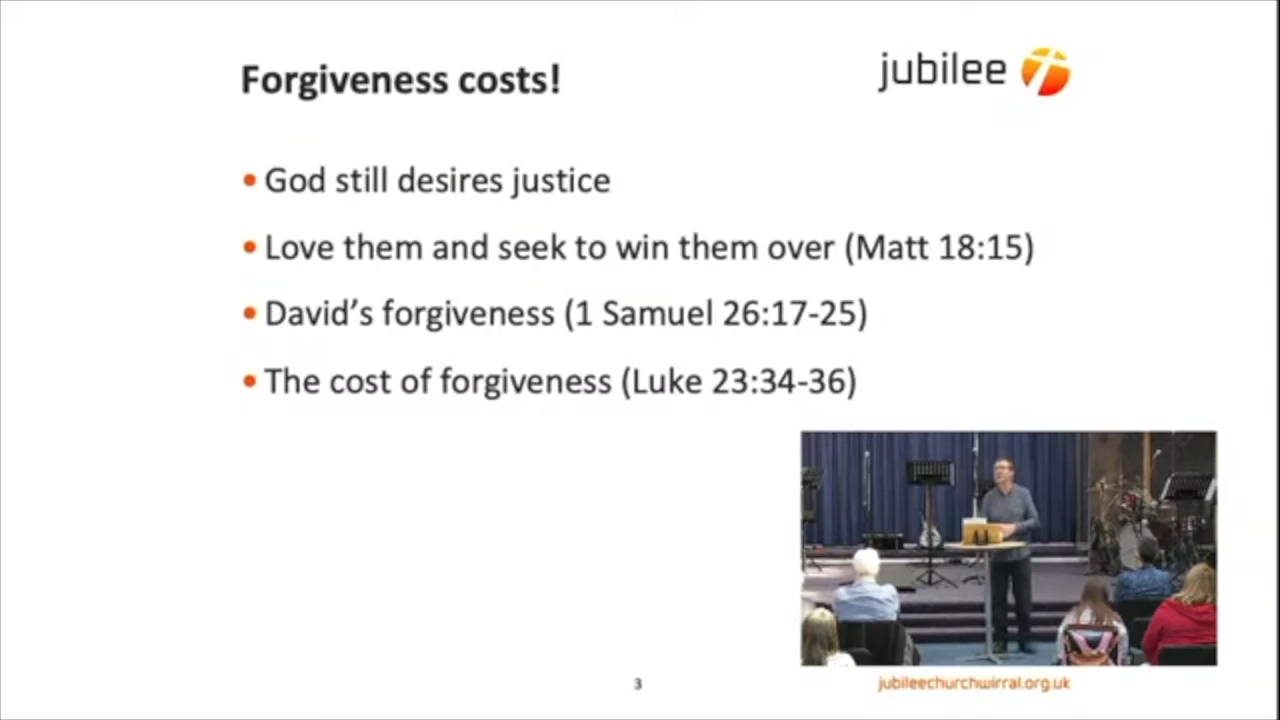 Forgiveness costs!
jubilee
• God still desires justice
• Love them and seek to win them over (Matt 18:15)
• David’s forgiveness (1 Samuel 26:17-25)
• The cost of forgiveness (Luke 23:34-36)
3
jubileechurchwirral.org.uk